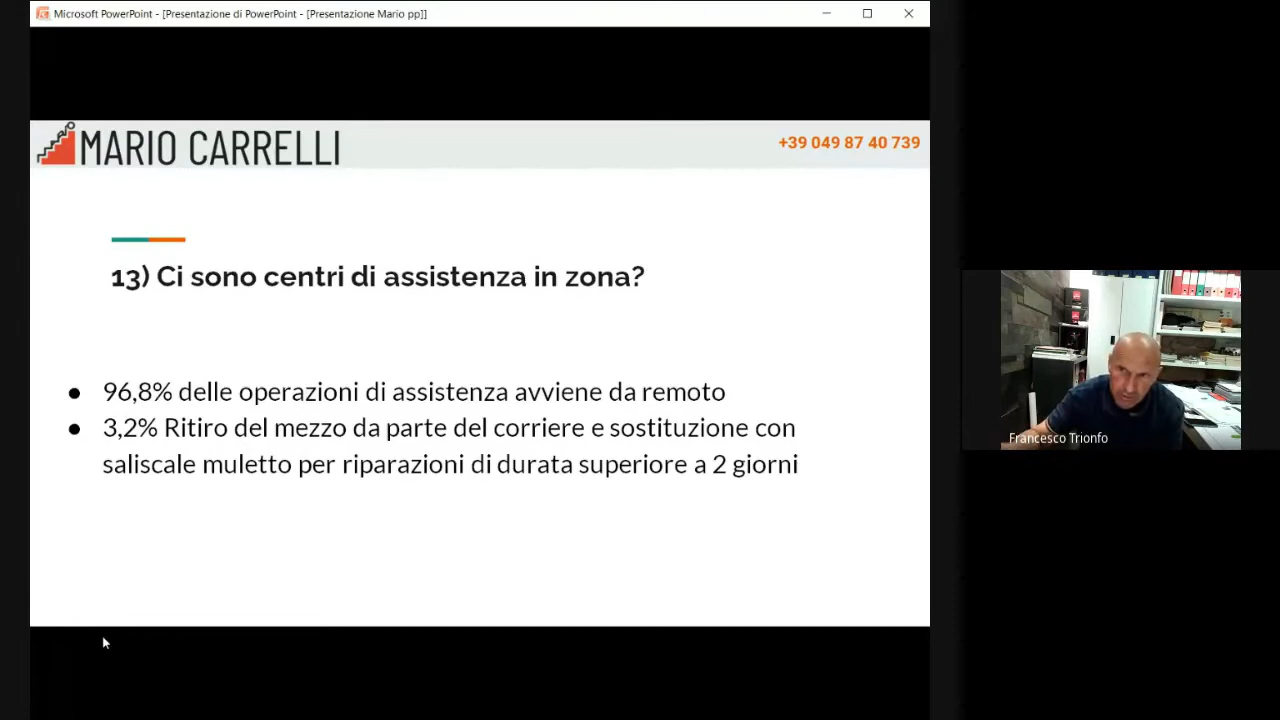 Microsoft PowerPoint - [Presentazione di PowerPoint - [Presentazione Mario pp]]
MARIO CARRELLI
+39 049 87 40 739
13) Ci sono centri di assistenza in zona?
● 96,8% delle operazioni di assistenza avviene da remoto
● 3,2% Ritiro del mezzo da parte del corriere e sostituzione con
saliscale muletto per riparazioni di durata superiore a 2 giorni
Francesco Trionfo